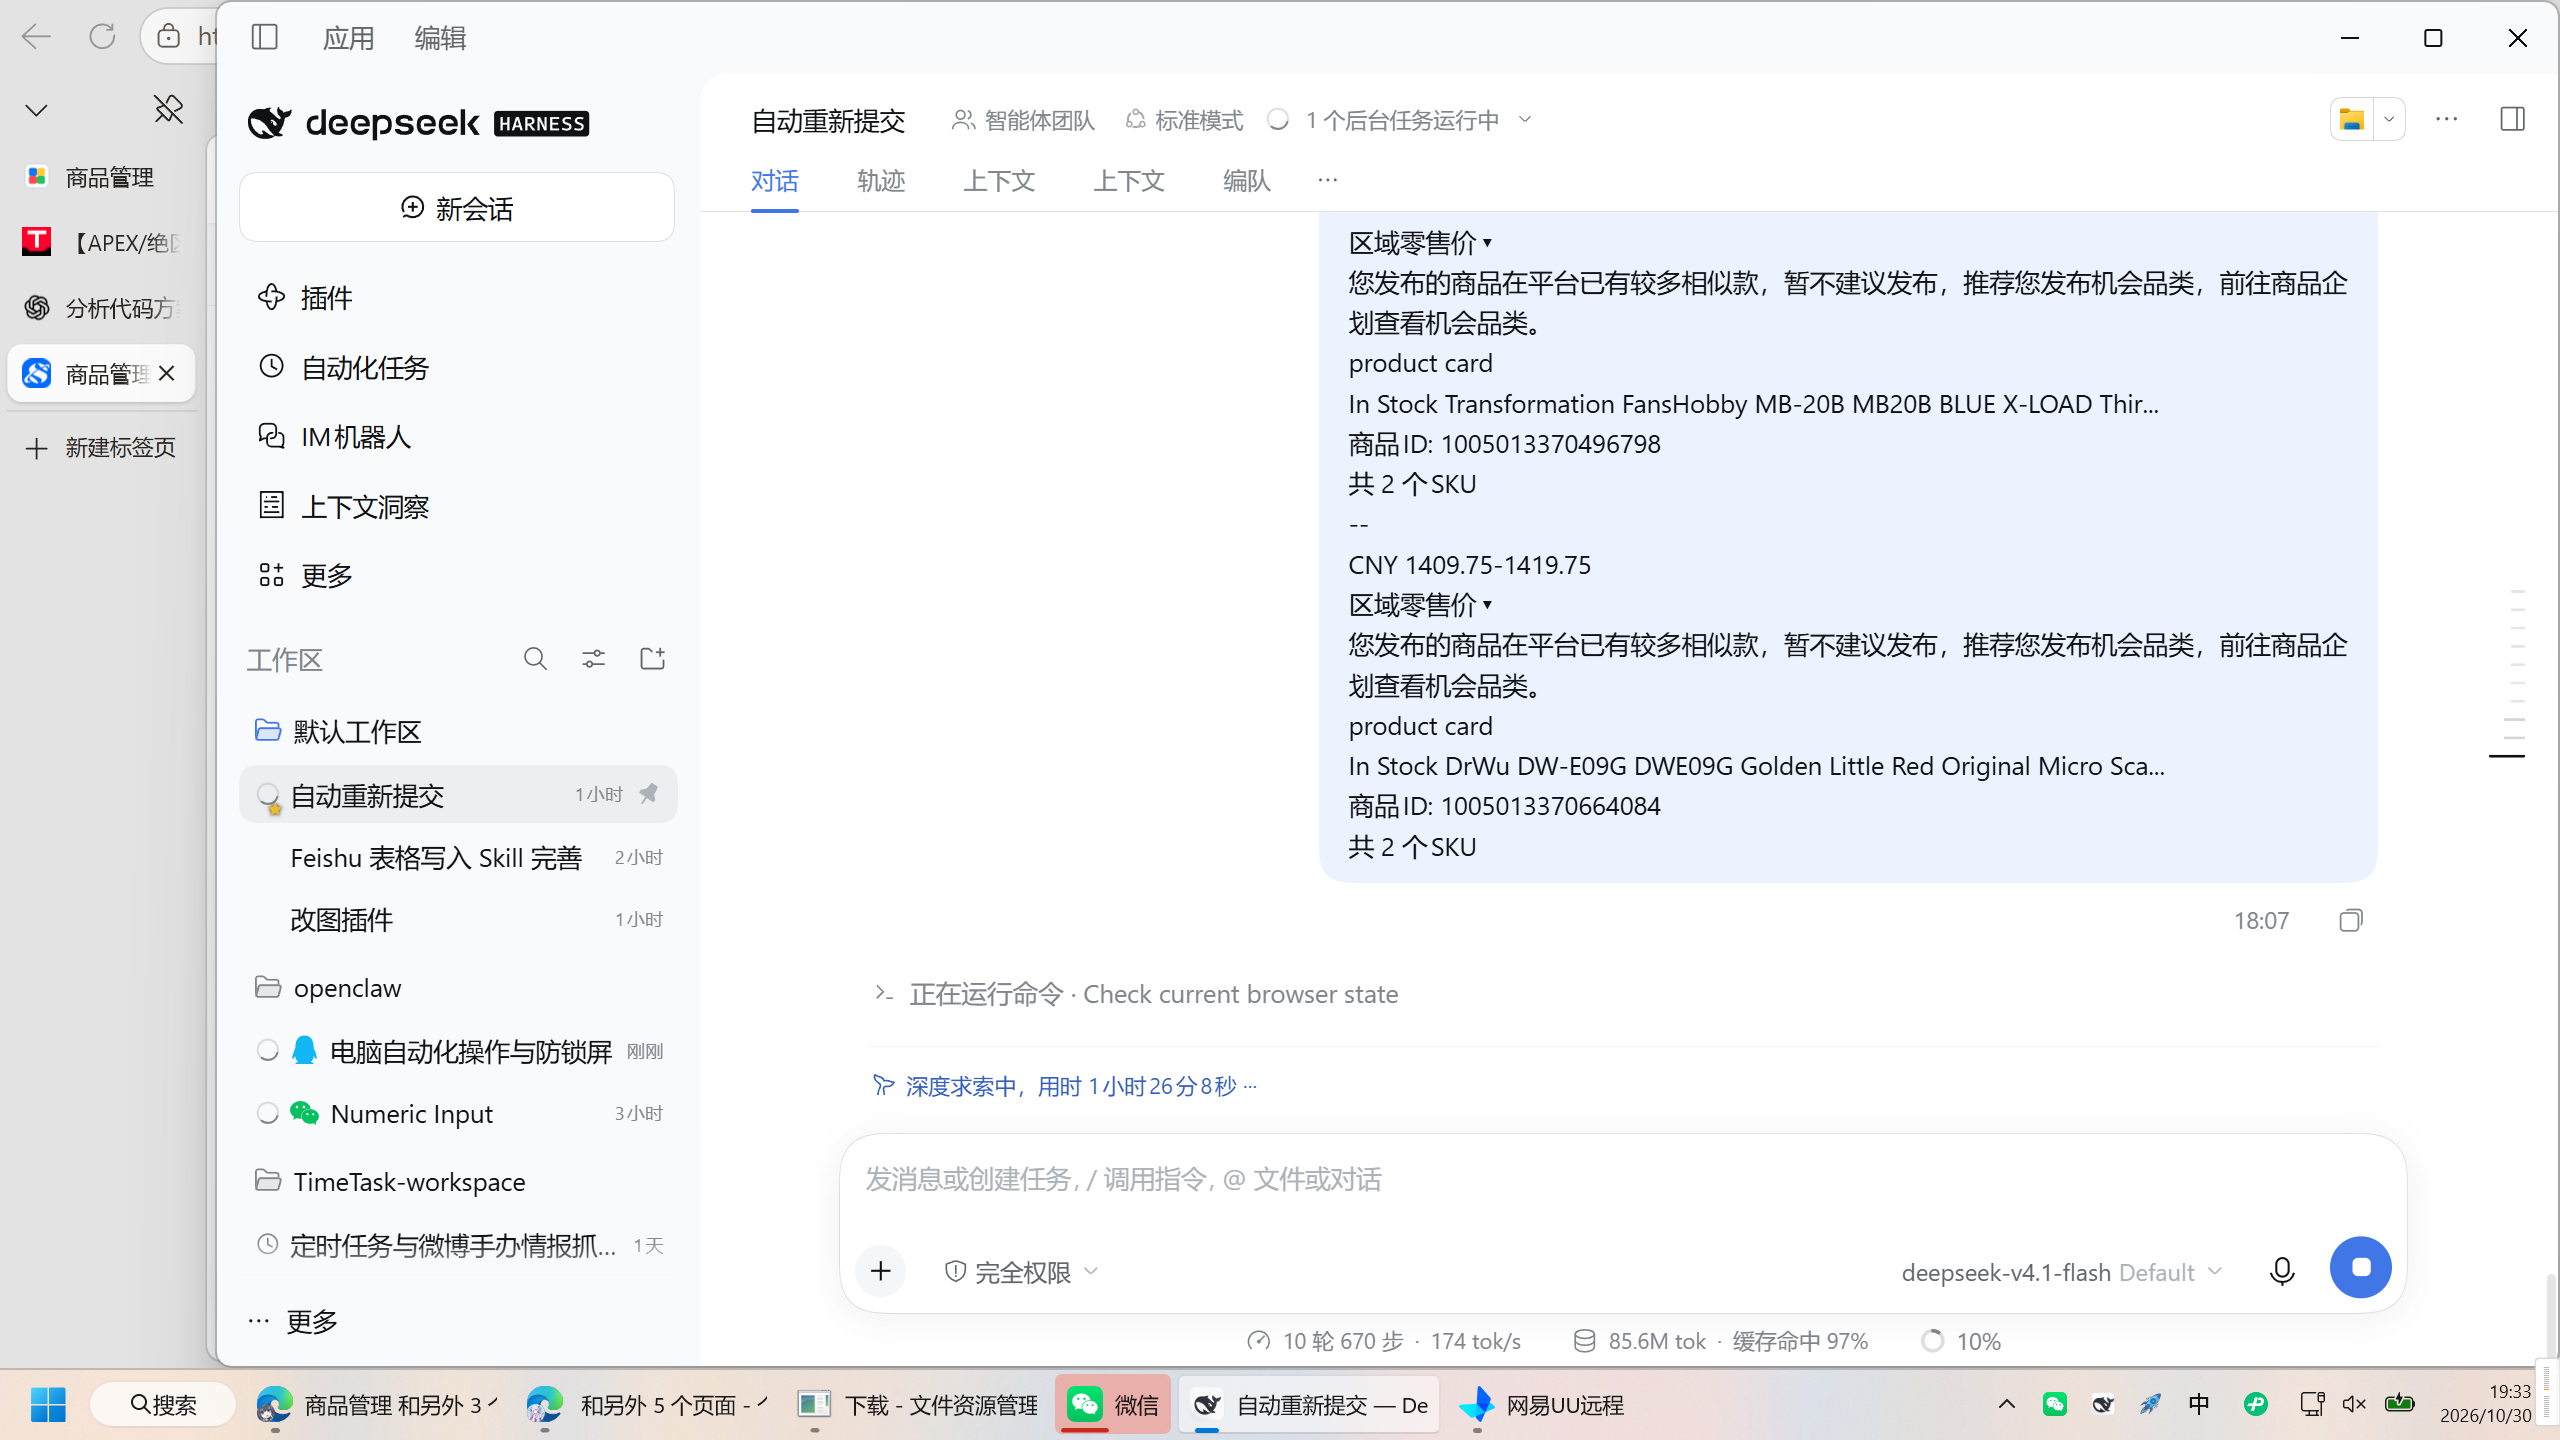 应用 编辑
商品管理
【APEX/绝
分析代码方
商品管理
新建标签页
deepseek HARNESS
新会话
插件
自动化任务
IM机器人
上下文洞察
更多
工作区
默认工作区
自动重新提交 1小时
Feishu 表格写入 Skill 完善 2小时
改图插件 1小时
openclaw
电脑自动化操作与防锁屏 刚刚
Numeric Input 3小时
TimeTask-workspace
定时任务与微博手办情报抓... 1天
更多
自动重新提交 智能体团队 标准模式 1 个后台任务运行中
对话 轨迹 上下文 上下文 编队 ···
区域零售价▼
您发布的商品在平台已有较多相似款，暂不建议发布，推荐您发布机会品类，前往商品企
划查看机会品类。
product card
In Stock Transformation FansHobby MB-20B MB20B BLUE X-LOAD Thir...
商品ID: 1005013370496798
共 2 个SKU
--
CNY 1409.75-1419.75
区域零售价▼
您发布的商品在平台已有较多相似款，暂不建议发布，推荐您发布机会品类，前往商品企
划查看机会品类。
product card
In Stock DrWu DW-E09G DWE09G Golden Little Red Original Micro Sca...
商品ID: 1005013370664084
共 2 个SKU
18:07
正在运行命令 · Check current browser state
深度求索中，用时 1小时26分8秒 ···
发消息或创建任务, / 调用指令, @ 文件或对话
完全权限
deepseek-v4.1-flash Default
10 轮 670 步 · 174 tok/s 85.6M tok · 缓存命中 97% 10%
搜索
商品管理 和另外 3
和另外 5 个页面 -
下载 - 文件资源管理
微信
自动重新提交 — De
网易UU远程
中
19:33
2026/10/30